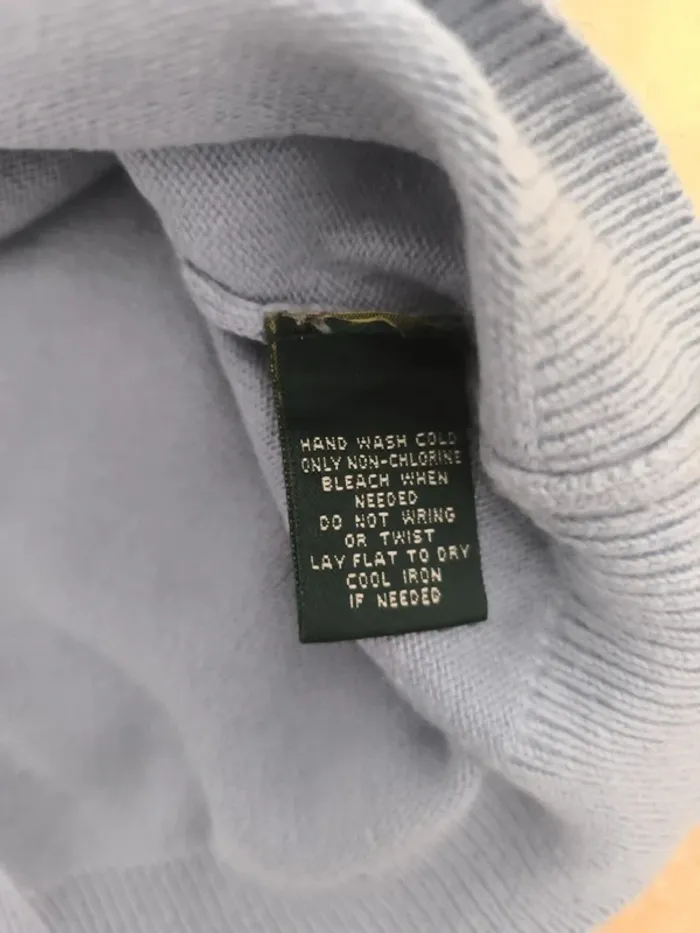 HAND WASH COLD
ONLY NON-CHLORINE
BLEACH WHEN
NEEDED
DO NOT WRING
OR TWIST
LAY FLAT TO DRY
COOL IRON
IF NEEDED